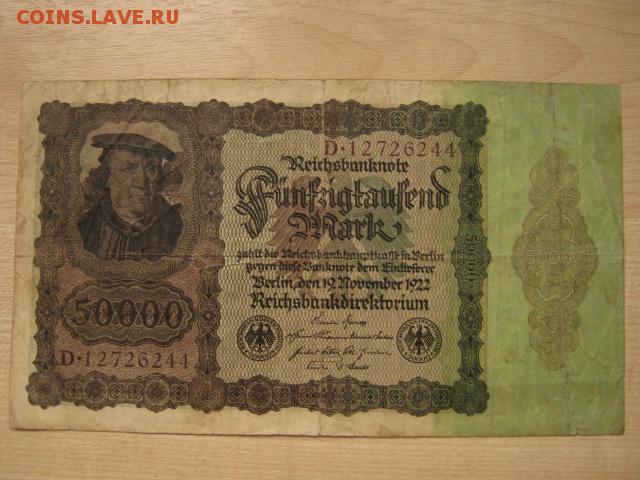 COINS.LAVE.RU
D·12726244
Reichsbanknote
Fünfzigtausend
Mark
zahlt die Reichsbankhauptkasse in Berlin
gegen diese Banknote dem Einlieferer
Berlin, den 19. November 1922
Reichsbankdirektorium
50000
D·12726244
50000
50000